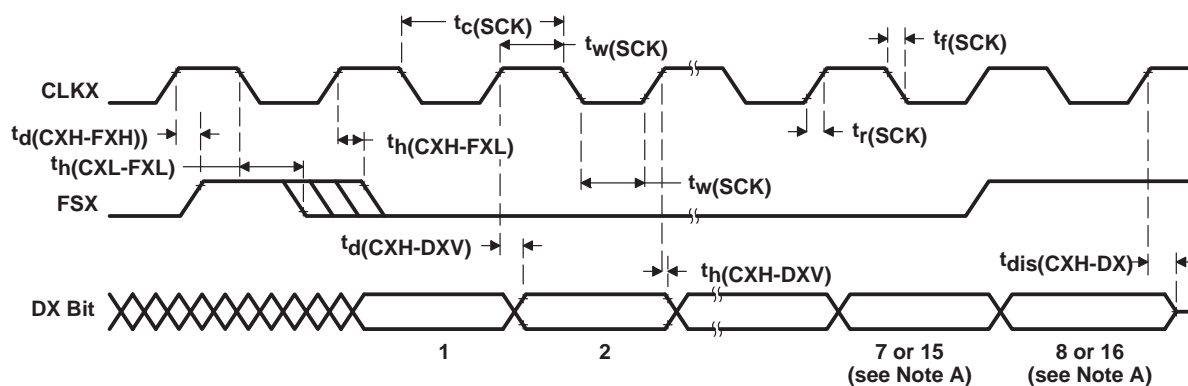 tc(SCK)
tw(SCK)
tf(SCK)
CLKX
td(CXH-FXH))
th(CXH-FXL)
tr(SCK)
th(CXL-FXL)
tw(SCK)
FSX
td(CXH-DXV)
th(CXH-DXV)
tdis(CXH-DX)
DX Bit
1
2
7 or 15
(see Note A)
8 or 16
(see Note A)